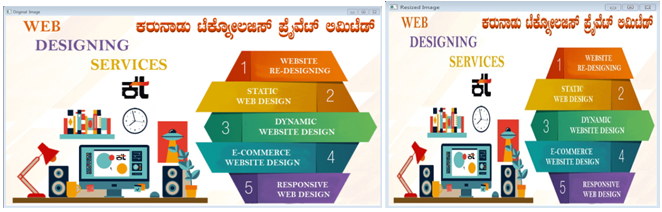 Original Image
WEB
DESIGNING
SERVICES
ಕರುನಾಡು ಟೆಕ್ನೋಲಜಿಸ್ ಪ್ರೈವೆಟ್ ಲಿಮಿಟೆಡ್
1 WEBSITE
RE-DESIGNING
STATIC
WEB DESIGN 2
3 DYNAMIC
WEBSITE DESIGN
E-COMMERCE
WEBSITE DESIGN 4
5 RESPONSIVE
WEB DESIGN
Resized Image
WEB
DESIGNING
SERVICES
ಕರುನಾಡು ಟೆಕ್ನೋಲಜಿಸ್ ಪ್ರೈವೆಟ್ ಲಿಮಿಟೆಡ್
1 WEBSITE
RE-DESIGNING
STATIC
WEB DESIGN 2
3 DYNAMIC
WEBSITE DESIGN
E-COMMERCE
WEBSITE DESIGN 4
5 RESPONSIVE
WEB DESIGN